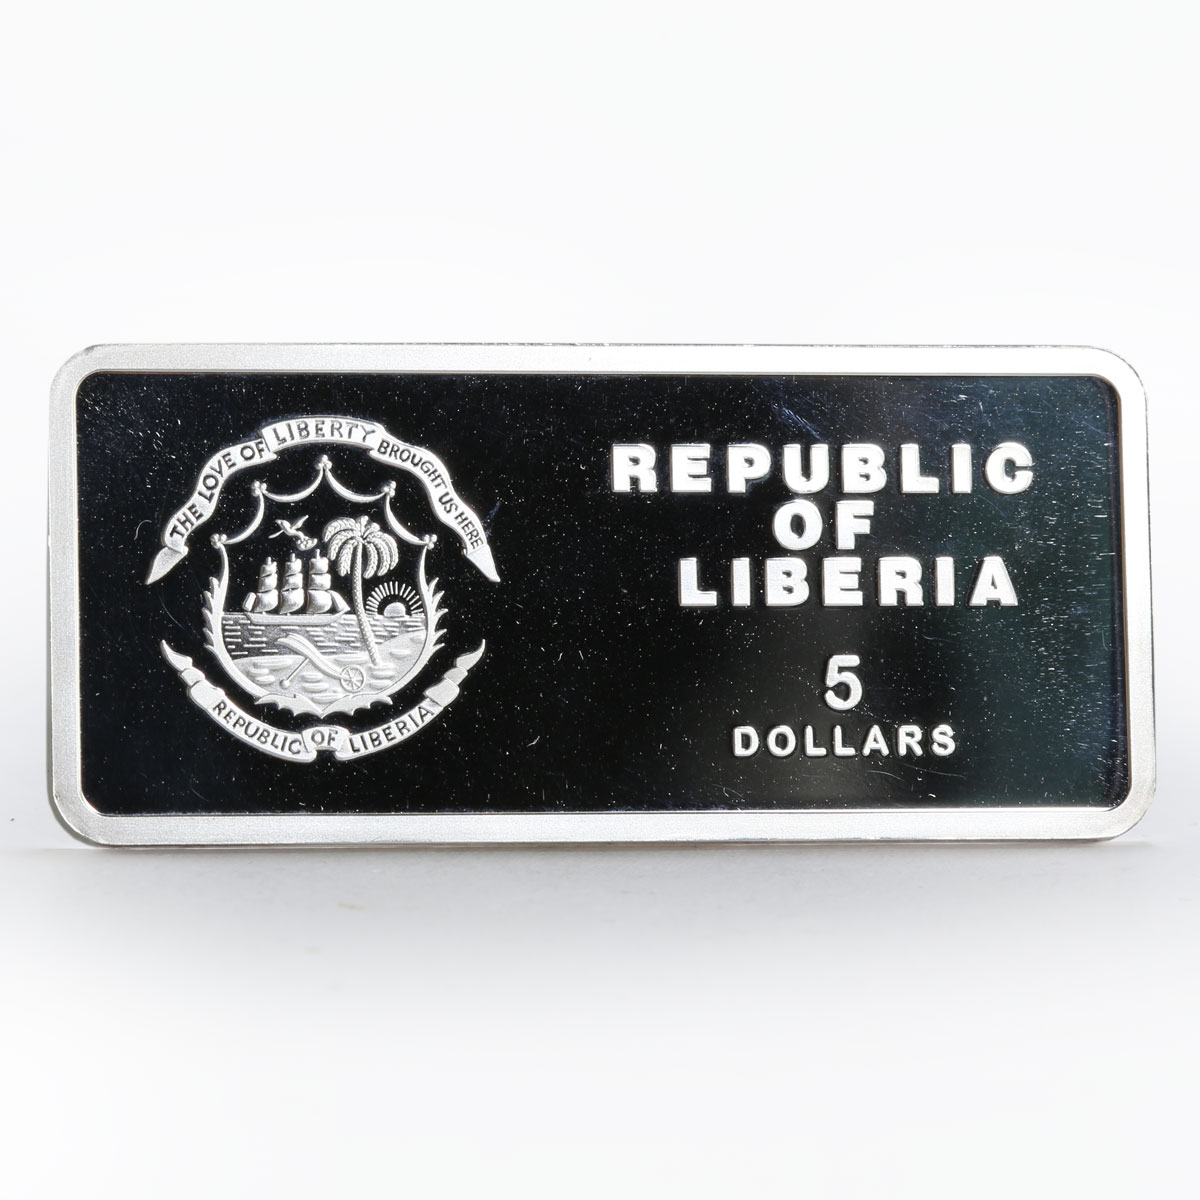 THE LOVE OF LIBERTY BROUGHT US HERE
REPUBLIC OF LIBERIA
REPUBLIC
OF
LIBERIA
5
DOLLARS